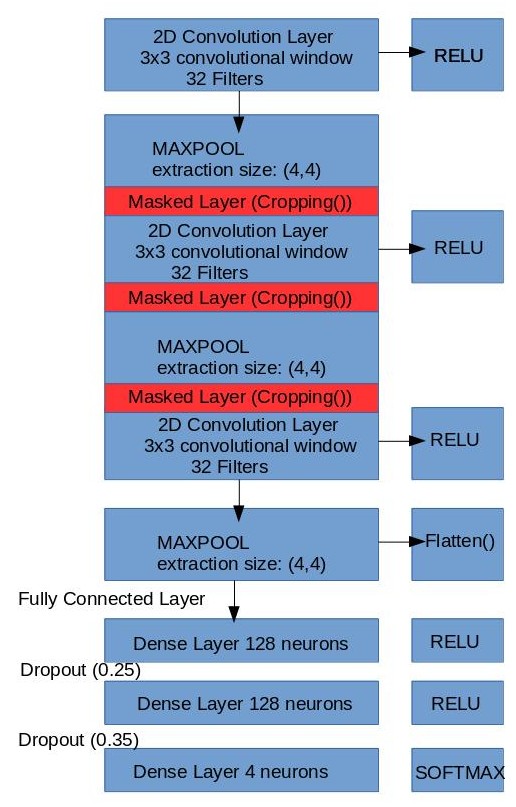 2D Convolution Layer
3x3 convolutional window
32 Filters
RELU
MAXPOOL
extraction size: (4,4)
Masked Layer (Cropping())
2D Convolution Layer
3x3 convolutional window
32 Filters
RELU
Masked Layer (Cropping())
MAXPOOL
extraction size: (4,4)
Masked Layer (Cropping())
2D Convolution Layer
3x3 convolutional window
32 Filters
RELU
MAXPOOL
extraction size: (4,4)
Flatten()
Fully Connected Layer
Dense Layer 128 neurons
RELU
Dropout (0.25)
Dense Layer 128 neurons
RELU
Dropout (0.35)
Dense Layer 4 neurons
SOFTMAX